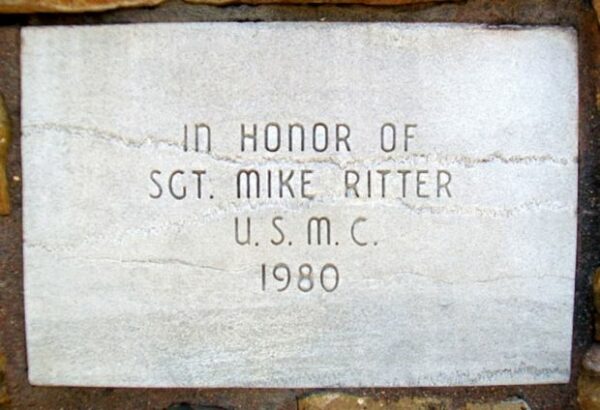 IN HONOR OF
SGT. MIKE RITTER
U.S.M.C.
1980